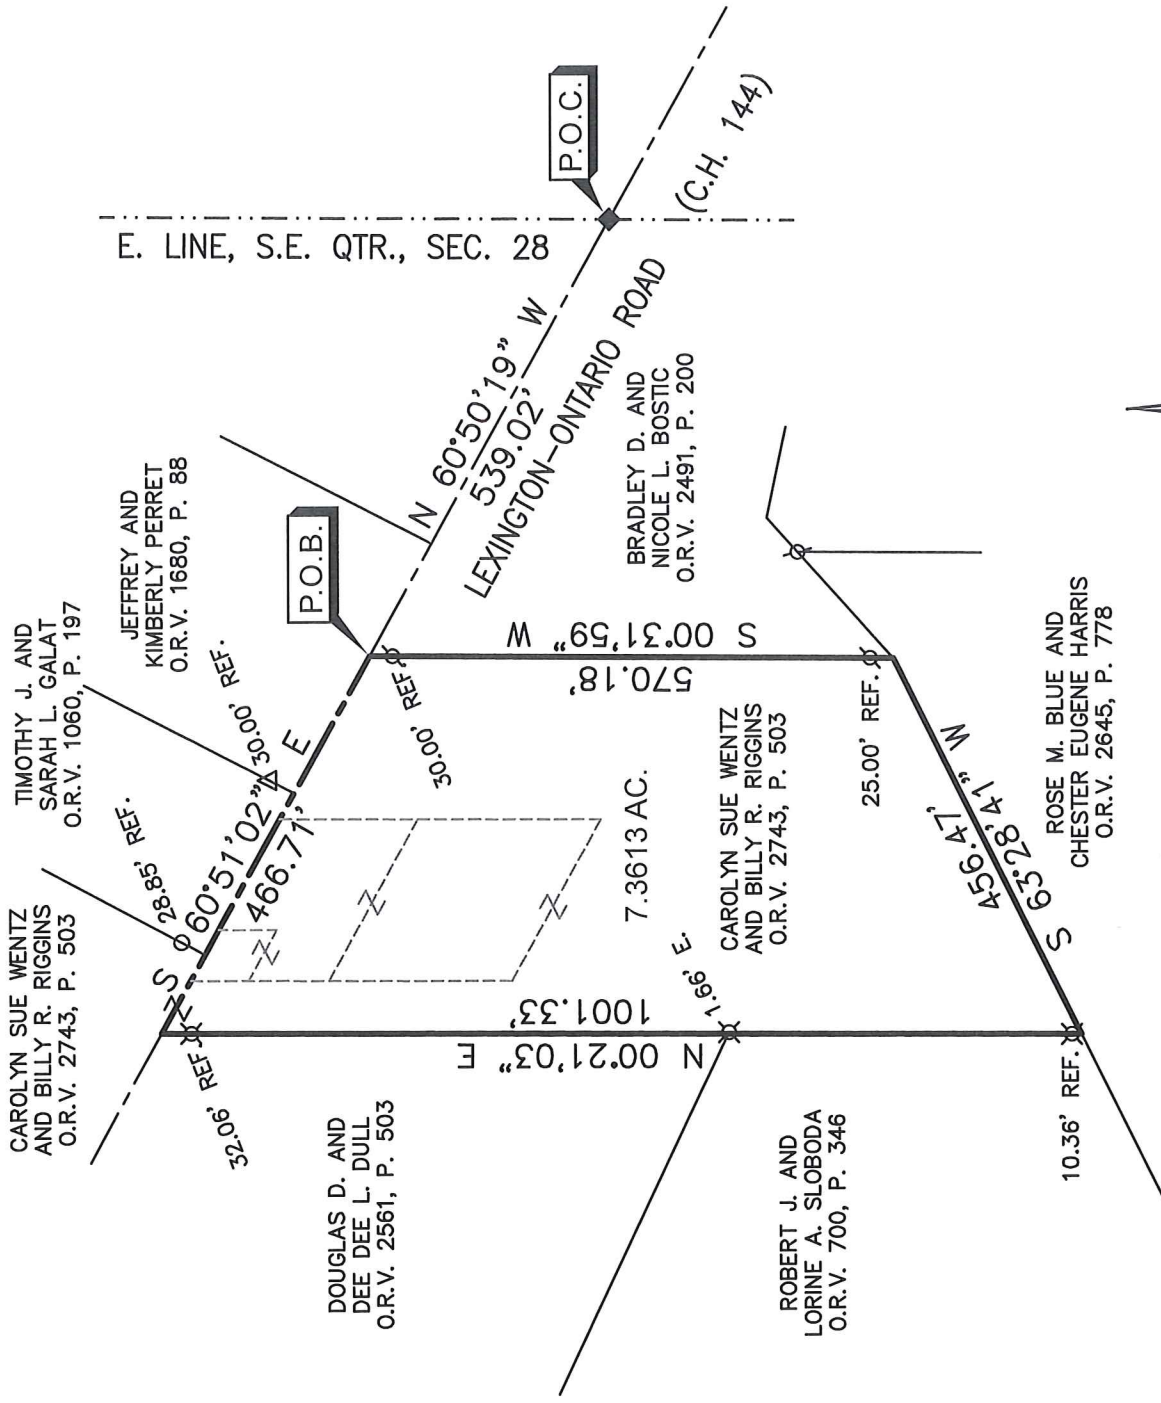 CAROLYN SUE WENTZ
AND BILLY R. RIGGINS
O.R.V. 2743, P. 503
TIMOTHY J. AND
SARAH L. GALAT
O.R.V. 1060, P. 197
JEFFREY AND
KIMBERLY PERRET
O.R.V. 1680, P. 88
E. LINE, S.E. QTR., SEC. 28
P.O.C.
(C.H. 144)
N 60°50'19" W
539.02'
LEXINGTON-ONTARIO ROAD
P.O.B.
28.85' REF.
30.00' REF.
S 60°51'02" E
466.71'
32.06' REF.
30.00' REF.
BRADLEY D. AND
NICOLE L. BOSTIC
O.R.V. 2491, P. 200
S 00°31'59" W
570.18'
25.00' REF.
7.3613 AC.
CAROLYN SUE WENTZ
AND BILLY R. RIGGINS
O.R.V. 2743, P. 503
1.66' E.
N 00°21'03" E
1001.33'
DOUGLAS D. AND
DEE DEE L. DULL
O.R.V. 2561, P. 503
ROBERT J. AND
LORINE A. SLOBODA
O.R.V. 700, P. 346
10.36' REF.
456.47'
S 63°28'41" W
ROSE M. BLUE AND
CHESTER EUGENE HARRIS
O.R.V. 2645, P. 778